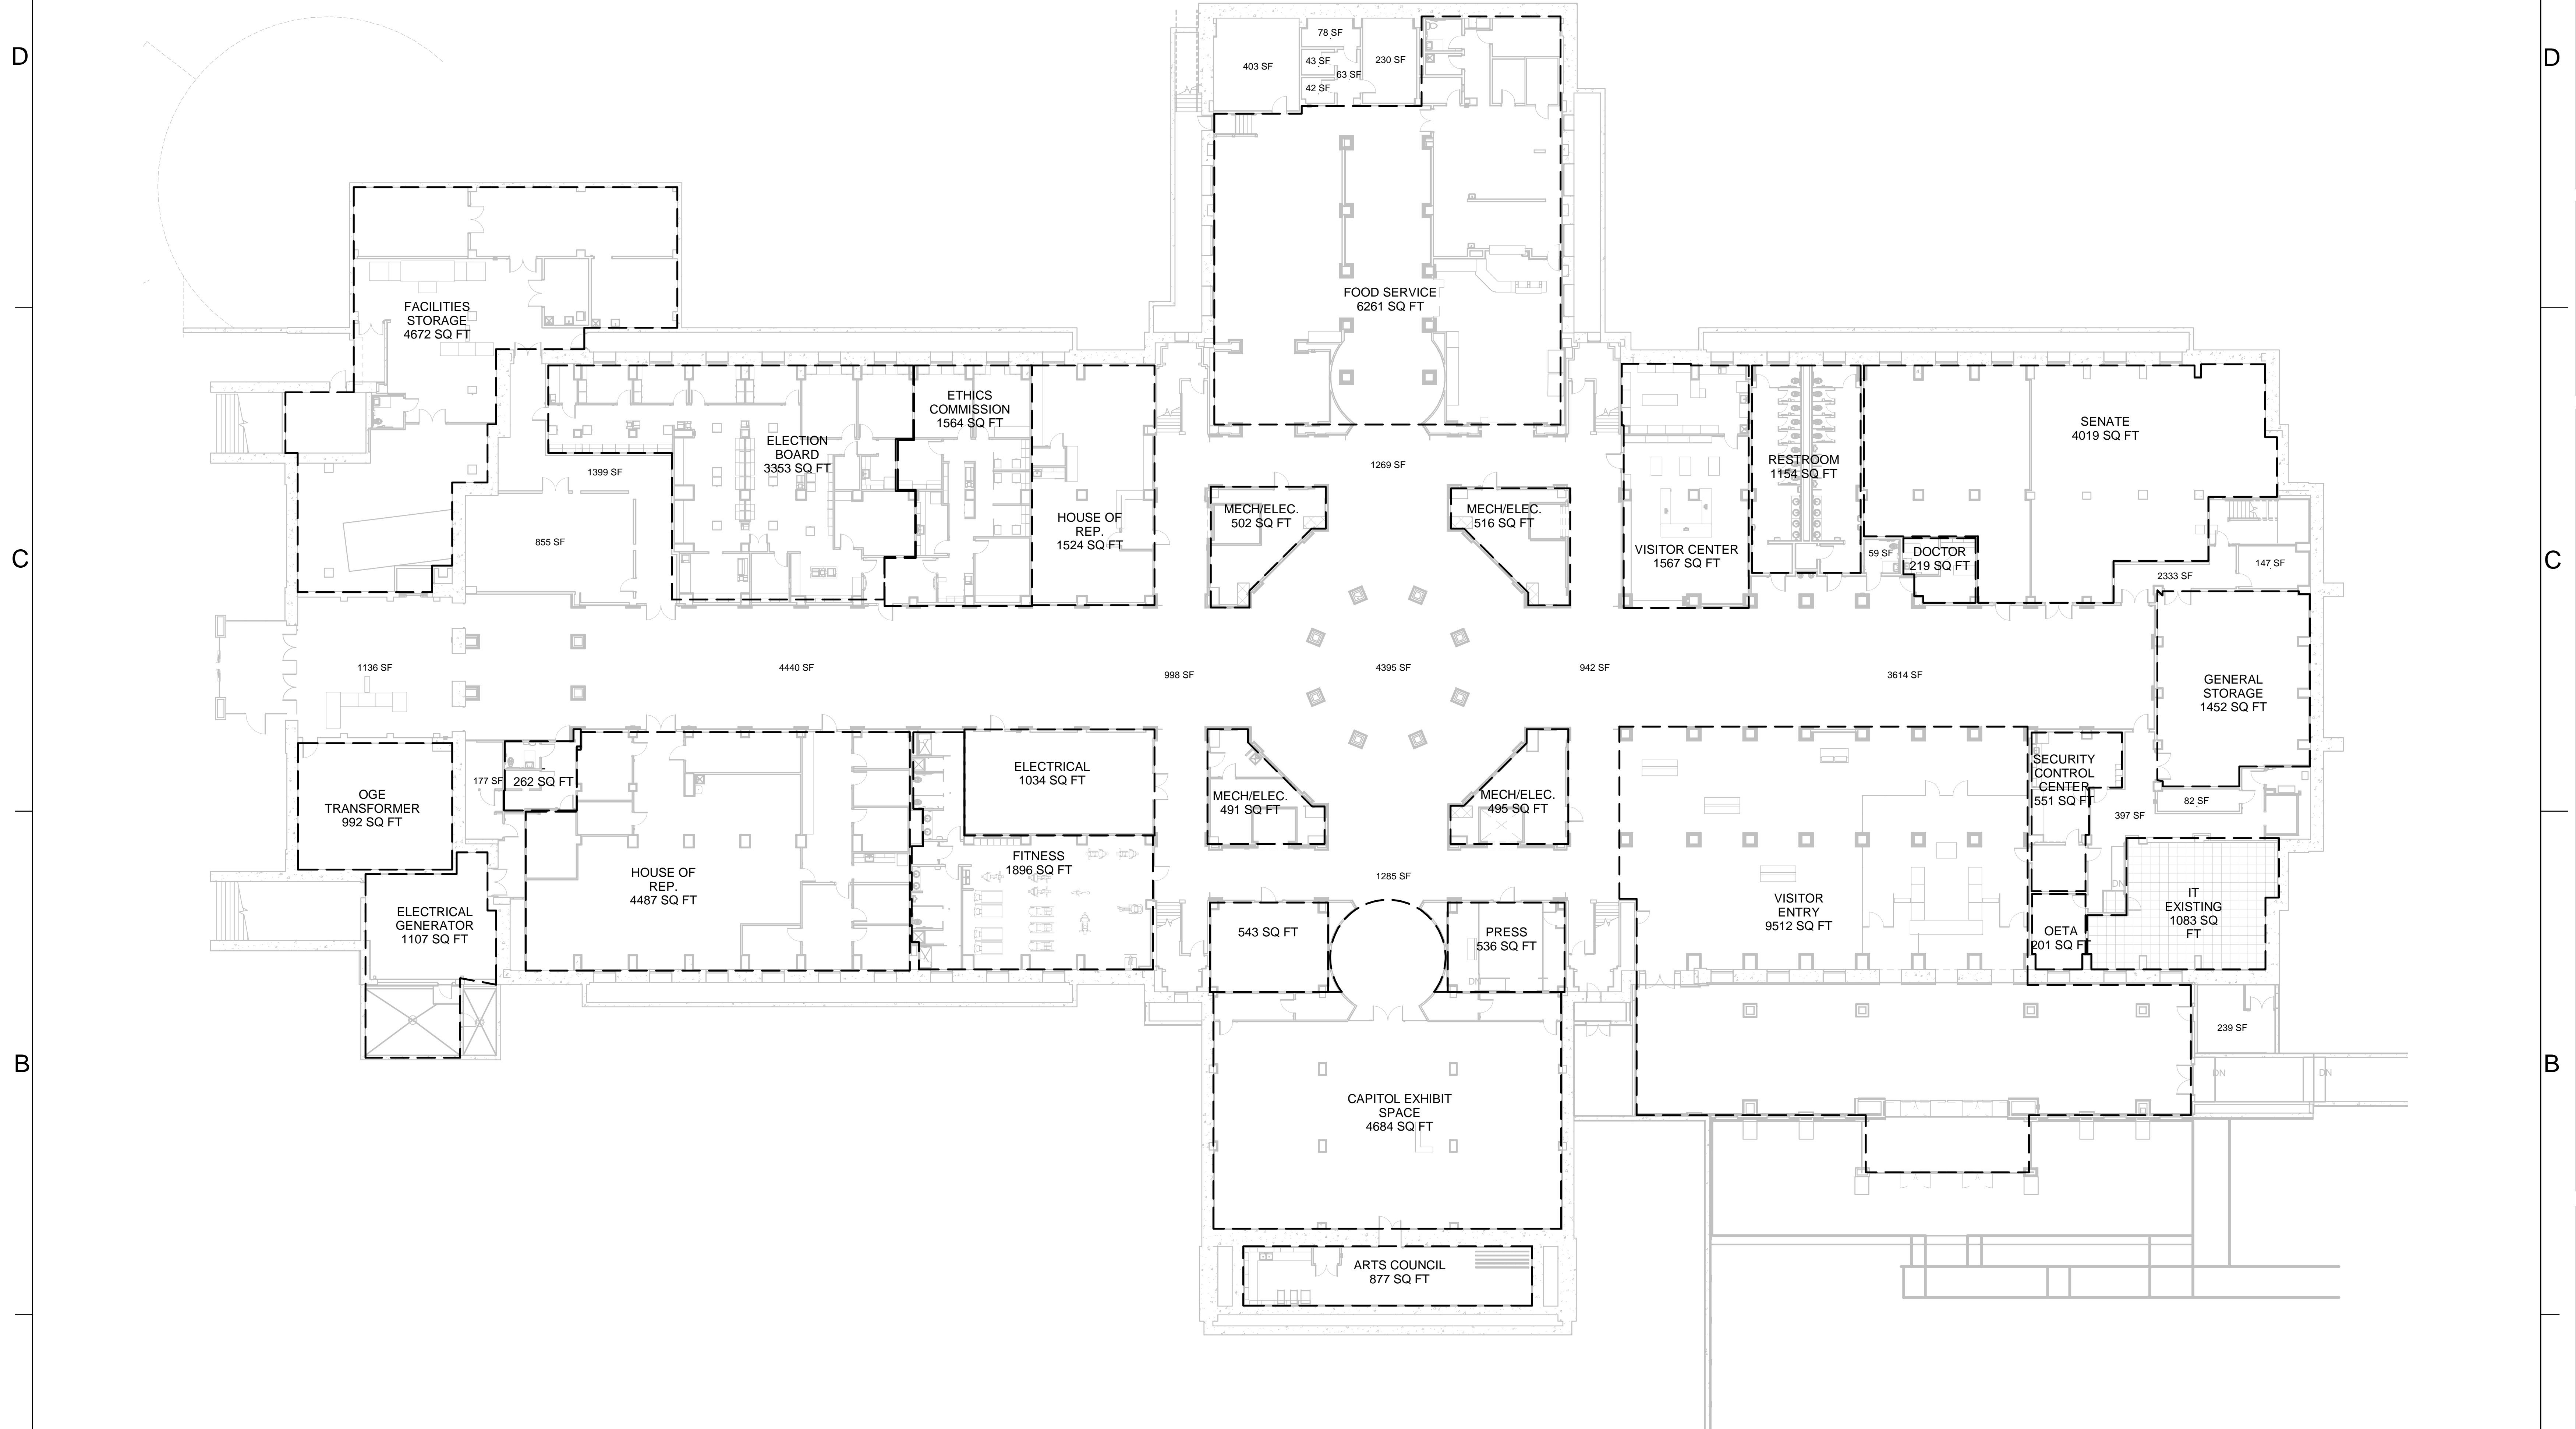 D
D
78 SF
403 SF
43 SF
63 SF
230 SF
42 SF
FOOD SERVICE
6261 SQ FT
FACILITIES
STORAGE
4672 SQ FT
ETHICS
COMMISSION
1564 SQ FT
ELECTION
BOARD
3353 SQ FT
1399 SF
855 SF
HOUSE OF
REP.
1524 SQ FT
1269 SF
MECH/ELEC.
502 SQ FT
MECH/ELEC.
516 SQ FT
VISITOR CENTER
1567 SQ FT
RESTROOM
1154 SQ FT
SENATE
4019 SQ FT
59 SF
DOCTOR
219 SQ FT
147 SF
2333 SF
C
C
1136 SF
4440 SF
998 SF
4395 SF
942 SF
3614 SF
GENERAL
STORAGE
1452 SQ FT
OGE
TRANSFORMER
992 SQ FT
177 SF
262 SQ FT
ELECTRICAL
1034 SQ FT
MECH/ELEC.
491 SQ FT
MECH/ELEC.
495 SQ FT
SECURITY
CONTROL
CENTER
551 SQ FT
82 SF
397 SF
HOUSE OF
REP.
4487 SQ FT
FITNESS
1896 SQ FT
1285 SF
ELECTRICAL
GENERATOR
1107 SQ FT
543 SQ FT
PRESS
536 SQ FT
DN
VISITOR
ENTRY
9512 SQ FT
DN
OETA
201 SQ FT
IT
EXISTING
1083 SQ
FT
239 SF
B
B
DN
DN
CAPITOL EXHIBIT
SPACE
4684 SQ FT
ARTS COUNCIL
877 SQ FT